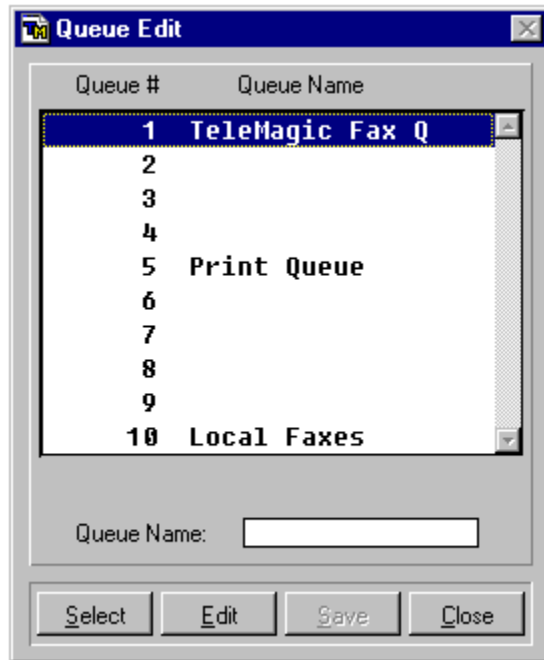 Queue Edit
Queue # Queue Name
1 TeleMagic Fax Q
2
3
4
5 Print Queue
6
7
8
9
10 Local Faxes
Queue Name:
Select Edit Save Close